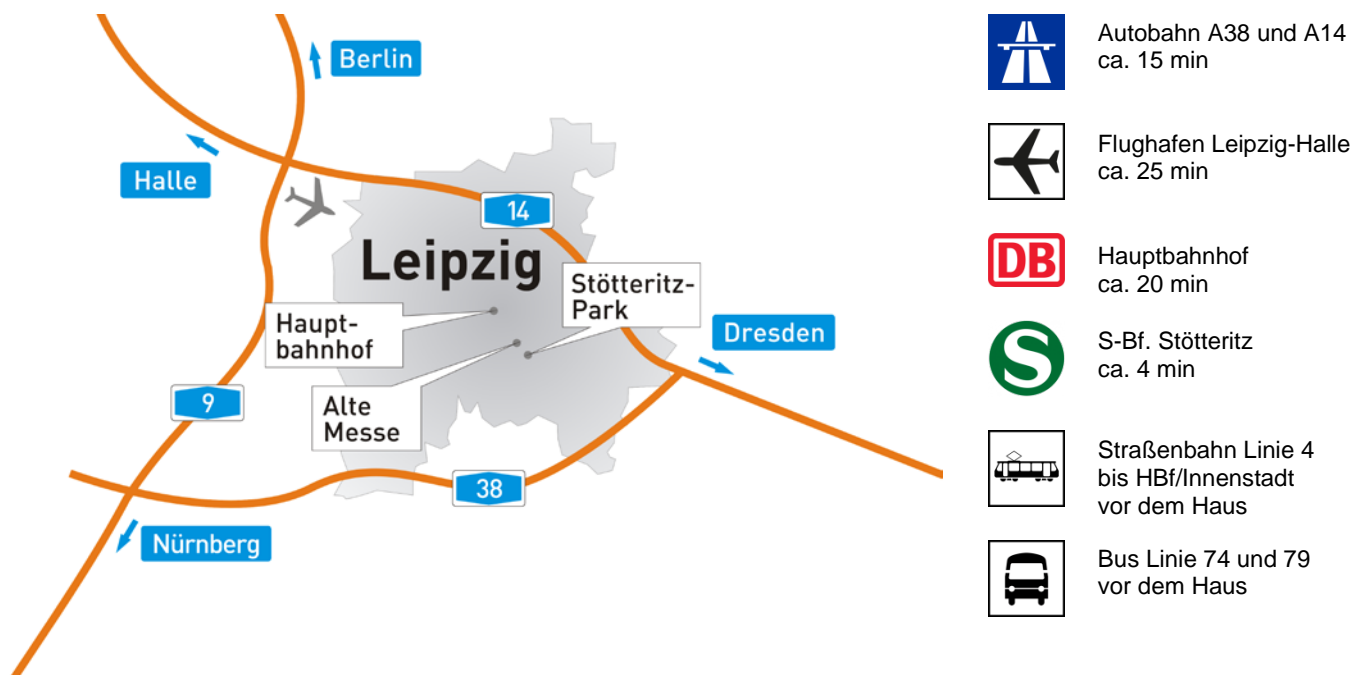 Berlin
Halle
14
Leipzig
Stötteritz-
Park
Haupt-
bahnhof
Dresden
9
Alte
Messe
38
Nürnberg
Autobahn A38 und A14
ca. 15 min
Flughafen Leipzig-Halle
ca. 25 min
DB
Hauptbahnhof
ca. 20 min
S
S-Bf. Stötteritz
ca. 4 min
Straßenbahn Linie 4
bis HBf/Innenstadt
vor dem Haus
Bus Linie 74 und 79
vor dem Haus